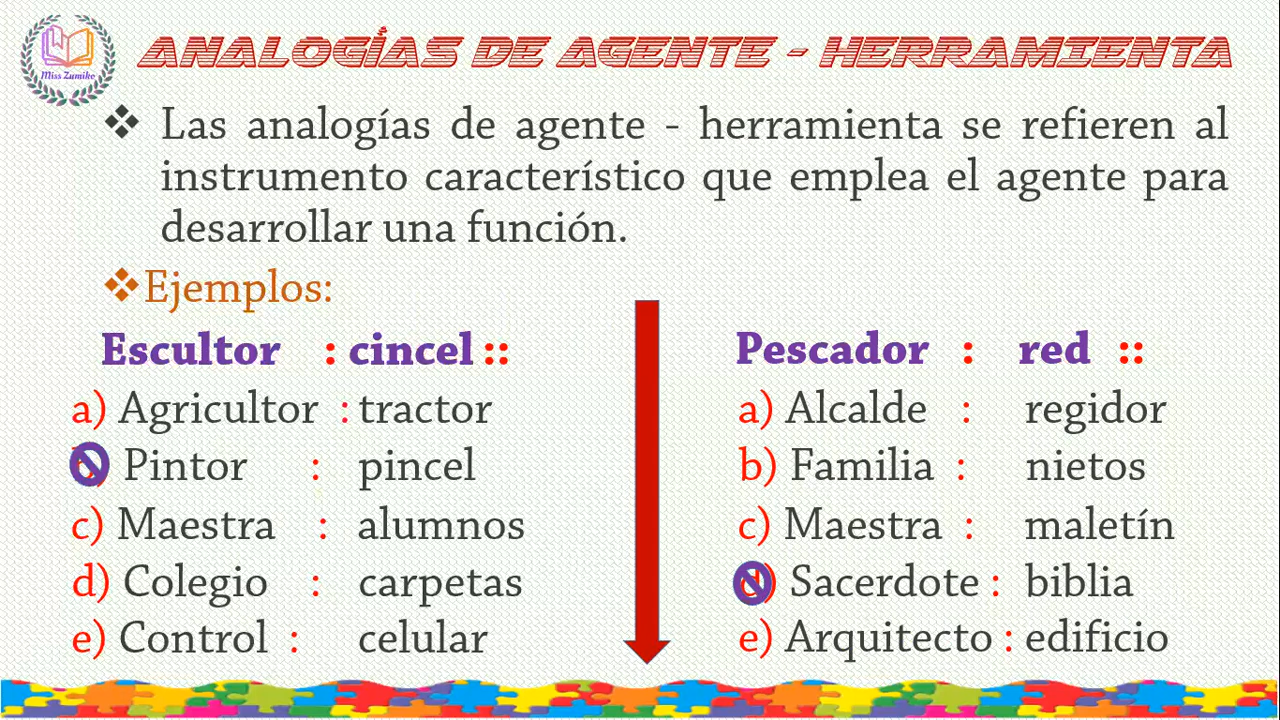 Miss Zumiko
ANALOGÍAS DE AGENTE - HERRAMIENTA
❖ Las analogías de agente - herramienta se refieren al
instrumento característico que emplea el agente para
desarrollar una función.
❖Ejemplos:
Escultor : cincel ::
a) Agricultor : tractor
b) Pintor : pincel
c) Maestra : alumnos
d) Colegio : carpetas
e) Control : celular
Pescador : red ::
a) Alcalde : regidor
b) Familia : nietos
c) Maestra : maletín
d) Sacerdote : biblia
e) Arquitecto : edificio